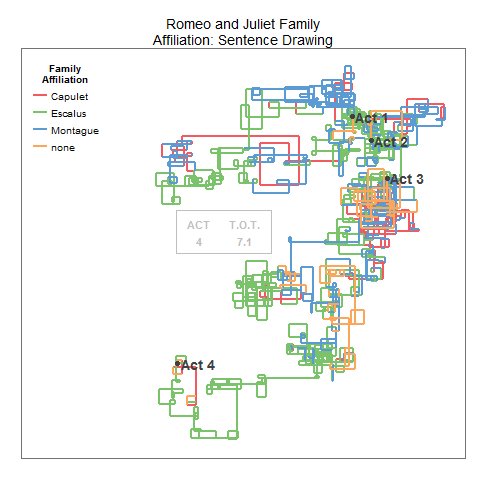 Romeo and Juliet Family
Affiliation: Sentence Drawing
Family
Affiliation
Capulet
Escalus
Montague
none
Act 1
Act 2
Act 3
ACT T.O.T.
4 7.1
Act 4